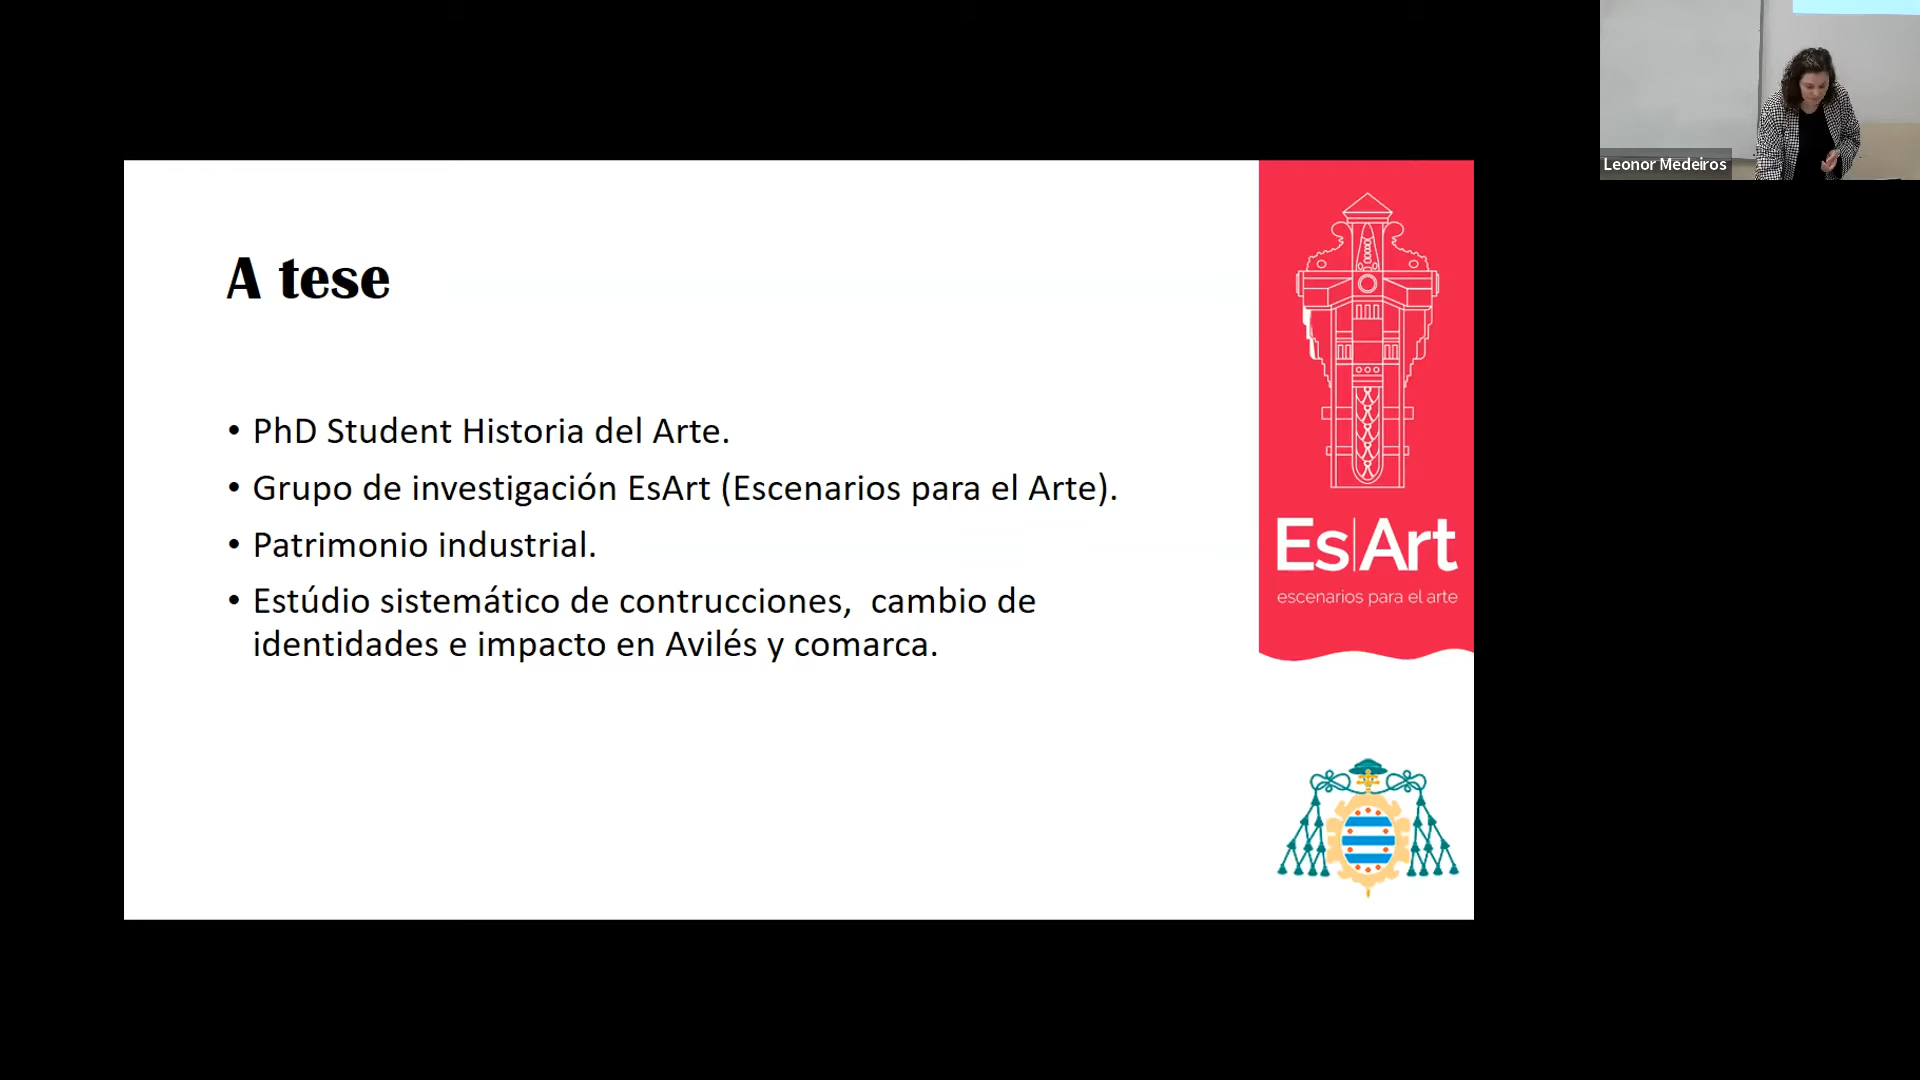 Leonor Medeiros
A tese
• PhD Student Historia del Arte.
• Grupo de investigación EsArt (Escenarios para el Arte).
• Patrimonio industrial.
• Estúdio sistemático de contrucciones,  cambio de
identidades e impacto en Avilés y comarca.
Es|Art
escenarios para el arte